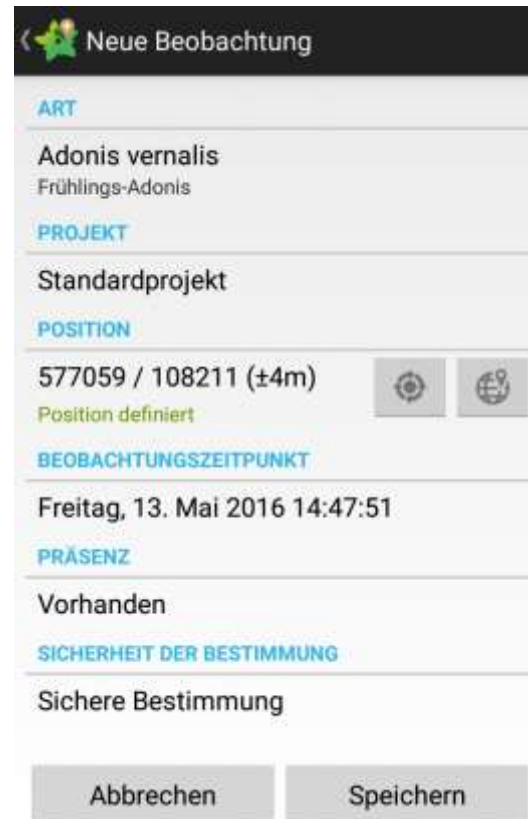 Neue Beobachtung
ART
Adonis vernalis
Frühlings-Adonis
PROJEKT
Standardprojekt
POSITION
577059 / 108211 (±4m)
Position definiert
BEOBACHTUNGSZEITPUNKT
Freitag, 13. Mai 2016 14:47:51
PRÄSENZ
Vorhanden
SICHERHEIT DER BESTIMMUNG
Sichere Bestimmung
Abbrechen Speichern